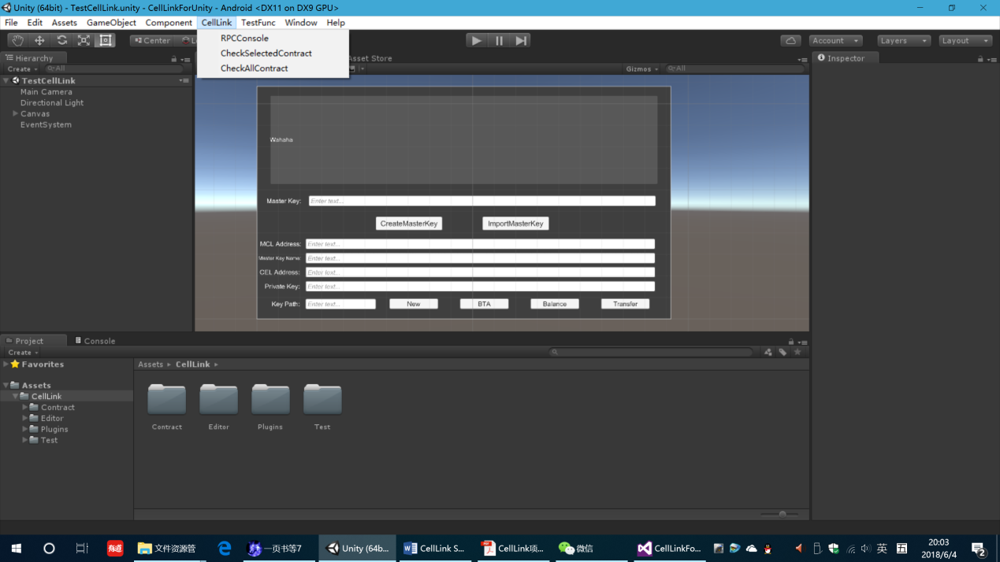 Unity (64bit) - TestCellLink.unity - CellLinkForUnity - Android <DX11 on DX9 GPU>
File Edit Assets GameObject Component CellLink TestFunc Window Help
RPCConsole
CheckSelectedContract
CheckAllContract
Center
Account
Layers
Layout
Hierarchy
Asset Store
Inspector
Create
All
Gizmos
All
TestCellLink
Main Camera
Directional Light
Canvas
EventSystem
Wahaha
Master Key: Enter text...
CreateMasterKey ImportMasterKey
MCL Address: Enter text...
Master Key Name: Enter text...
CEL Address: Enter text...
Private Key: Enter text...
Key Path: Enter text... New BTA Balance Transfer
Project Console
Create
Favorites
Assets
CellLink
Contract
Editor
Plugins
Test
Assets CellLink
Contract Editor Plugins Test
有道 文件资源管 一页书等7 Unity (64b... CellLink S... CellLink项... 微信 CellLinkFo... 英
20:03
2018/6/4
2